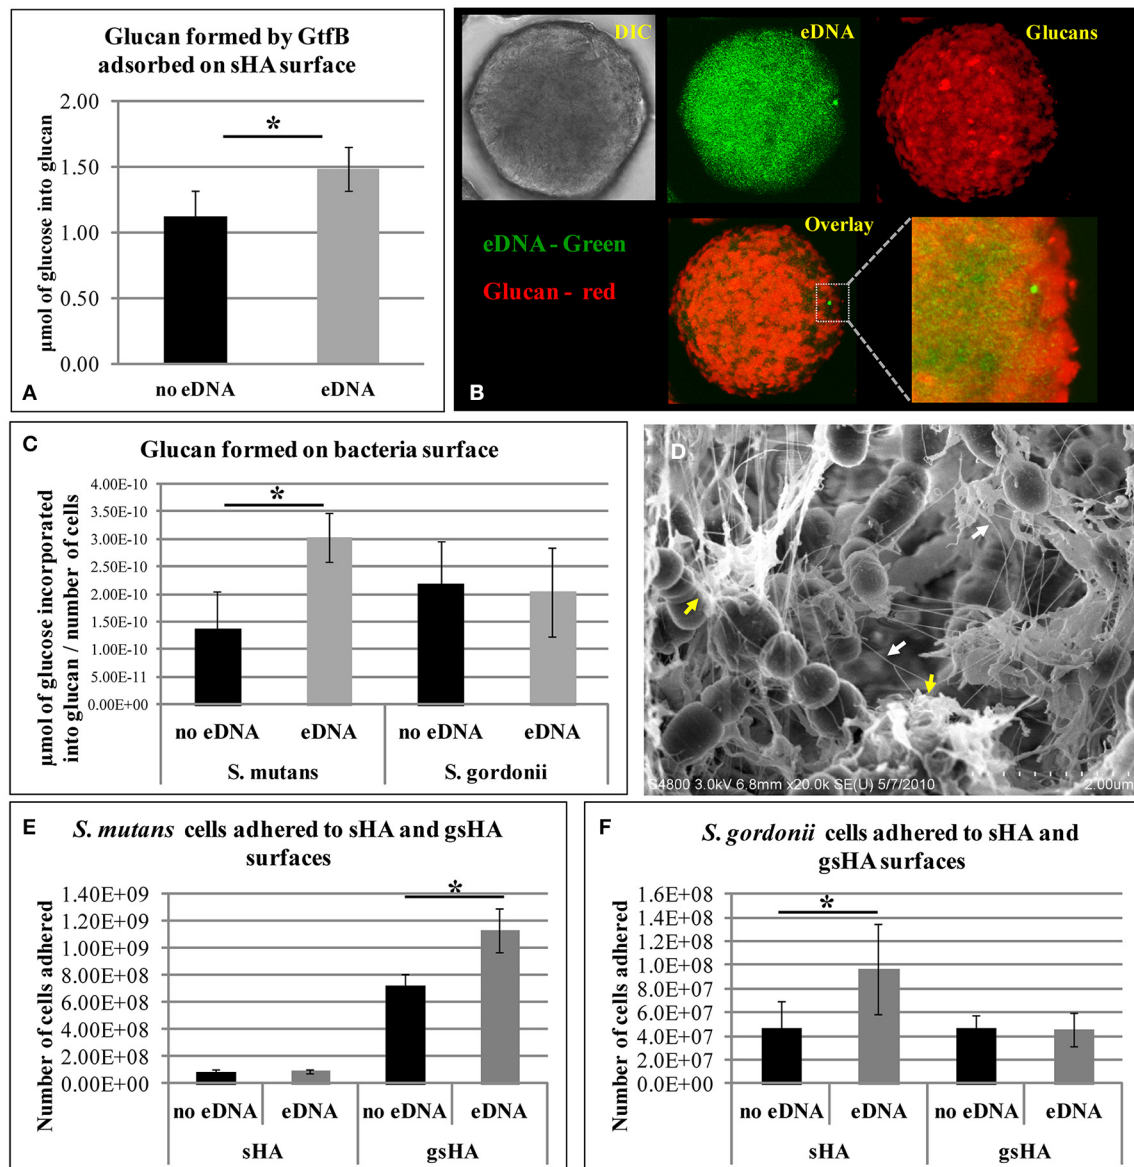 Glucan formed by GtfB
adsorbed on sHA surface
µmol of glucose into glucan
2.00
1.50
1.00
0.50
0.00
*
no eDNA
eDNA
A
DIC
eDNA
Glucans
eDNA - Green
Glucan - red
Overlay
B
C
Glucan formed on bacteria surface
µmol of glucose incorporated
into glucan / number of cells
4.00E-10
3.50E-10
3.00E-10
2.50E-10
2.00E-10
1.50E-10
1.00E-10
5.00E-11
0.00E+00
*
no eDNA
eDNA
no eDNA
eDNA
S. mutans
S. gordonii
D
S4800 3.0kV 6.8mm x20.0k SE(U) 5/7/2010
2.00um
E
S. mutans cells adhered to sHA and gsHA
surfaces
Number of cells adhered
1.40E+09
1.20E+09
1.00E+09
8.00E+08
6.00E+08
4.00E+08
2.00E+08
0.00E+00
*
no eDNA
eDNA
no eDNA
eDNA
sHA
gsHA
F
S. gordonii cells adhered to sHA and
gsHA surfaces
Number of cells adhered
1.6E+08
1.4E+08
1.2E+08
1.0E+08
8.0E+07
6.0E+07
4.0E+07
2.0E+07
0.0E+00
*
no eDNA
eDNA
no eDNA
eDNA
sHA
gsHA